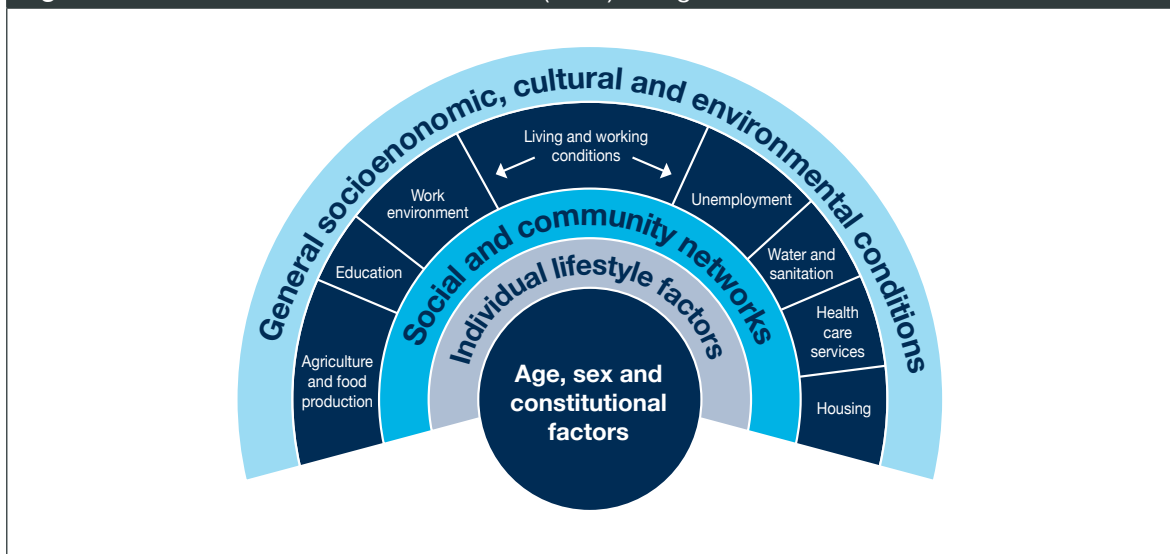 General socioenonomic, cultural and environmental conditions
Living and working
conditions
Work
environment
Unemployment
Education
Water and
sanitation
Agriculture
and food
production
Health
care
services
Housing
Social and community networks
Individual lifestyle factors
Age, sex and
constitutional
factors